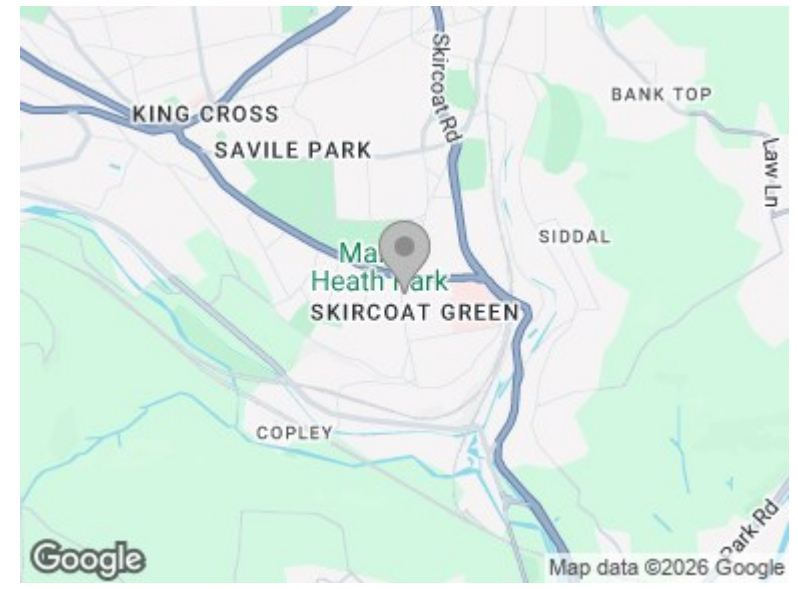 Skircoat Rd
BANK TOP
KING CROSS
SAVILE PARK
Law Ln
SIDDAL
Heath Park
SKIRCOAT GREEN
COPLEY
Park Rd
Google
Map data ©2026 Google